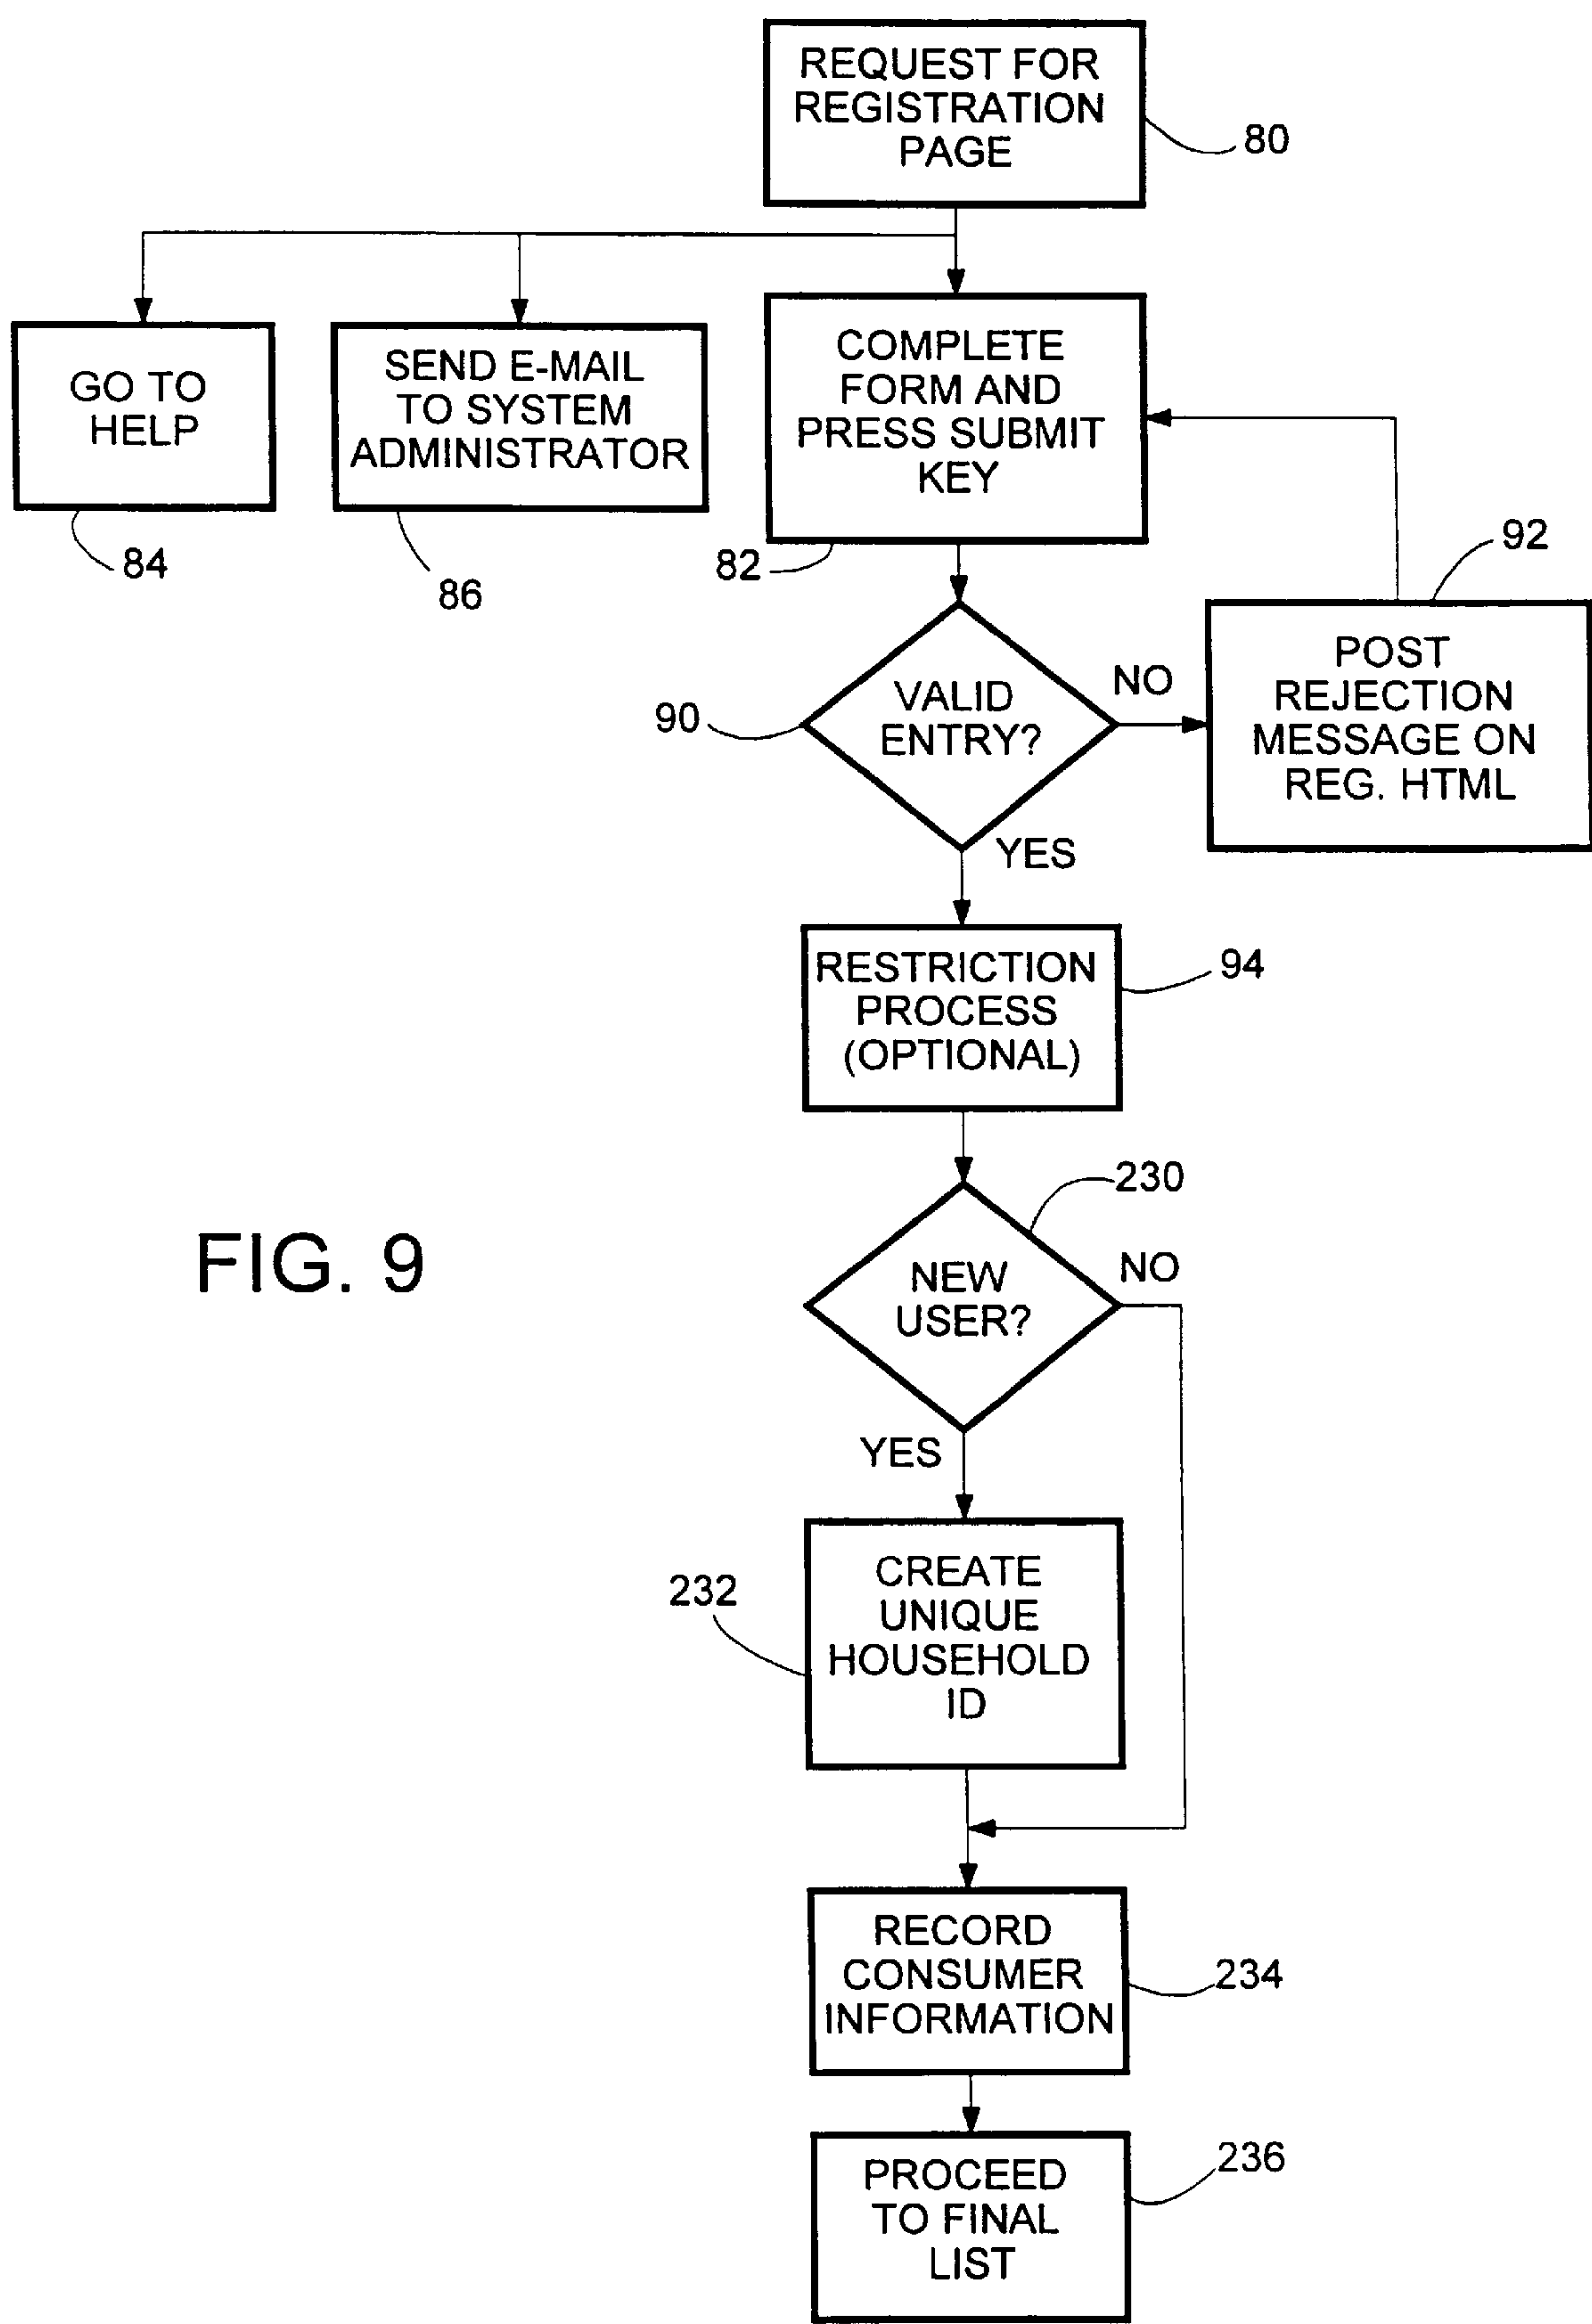 REQUEST FOR
REGISTRATION
PAGE
80
GO TO
HELP
84
SEND E-MAIL
TO SYSTEM
ADMINISTRATOR
86
COMPLETE
FORM AND
PRESS SUBMIT
KEY
82
92
POST
REJECTION
MESSAGE ON
REG. HTML
90
VALID
ENTRY?
NO
YES
RESTRICTION
PROCESS
(OPTIONAL)
94
230
NEW
USER?
NO
YES
FIG. 9
CREATE
UNIQUE
HOUSEHOLD
ID
232
RECORD
CONSUMER
INFORMATION
234
PROCEED
TO FINAL
LIST
236